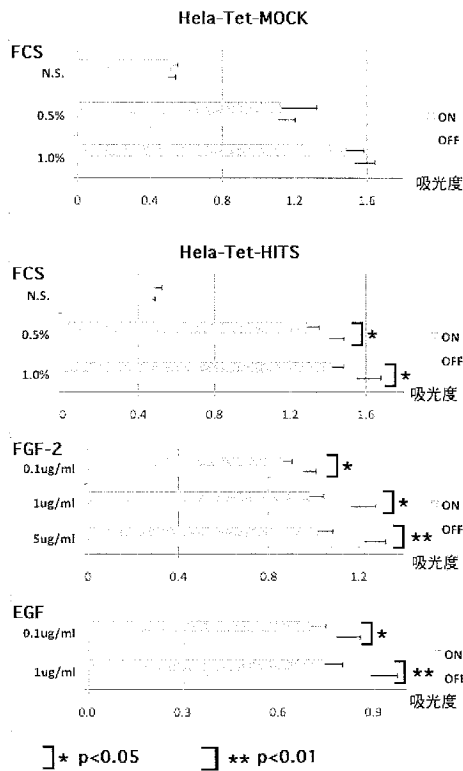 Hela-Tet-MOCK
FCS
N.S.
0.5%
1.0%
ON
OFF
0 0.4 0.8 1.2 1.6
吸光度
Hela-Tet-HITS
FCS
N.S.
0.5%
*
1.0%
*
ON
OFF
0 0.4 0.8 1.2 1.6
吸光度
FGF-2
0.1ug/ml
*
1ug/ml
*
5ug/ml
**
ON
OFF
0 0.4 0.8 1.2
吸光度
EGF
0.1ug/ml
*
1ug/ml
**
ON
OFF
0.0 0.3 0.6 0.9
吸光度
] * p<0.05 ] ** p<0.01